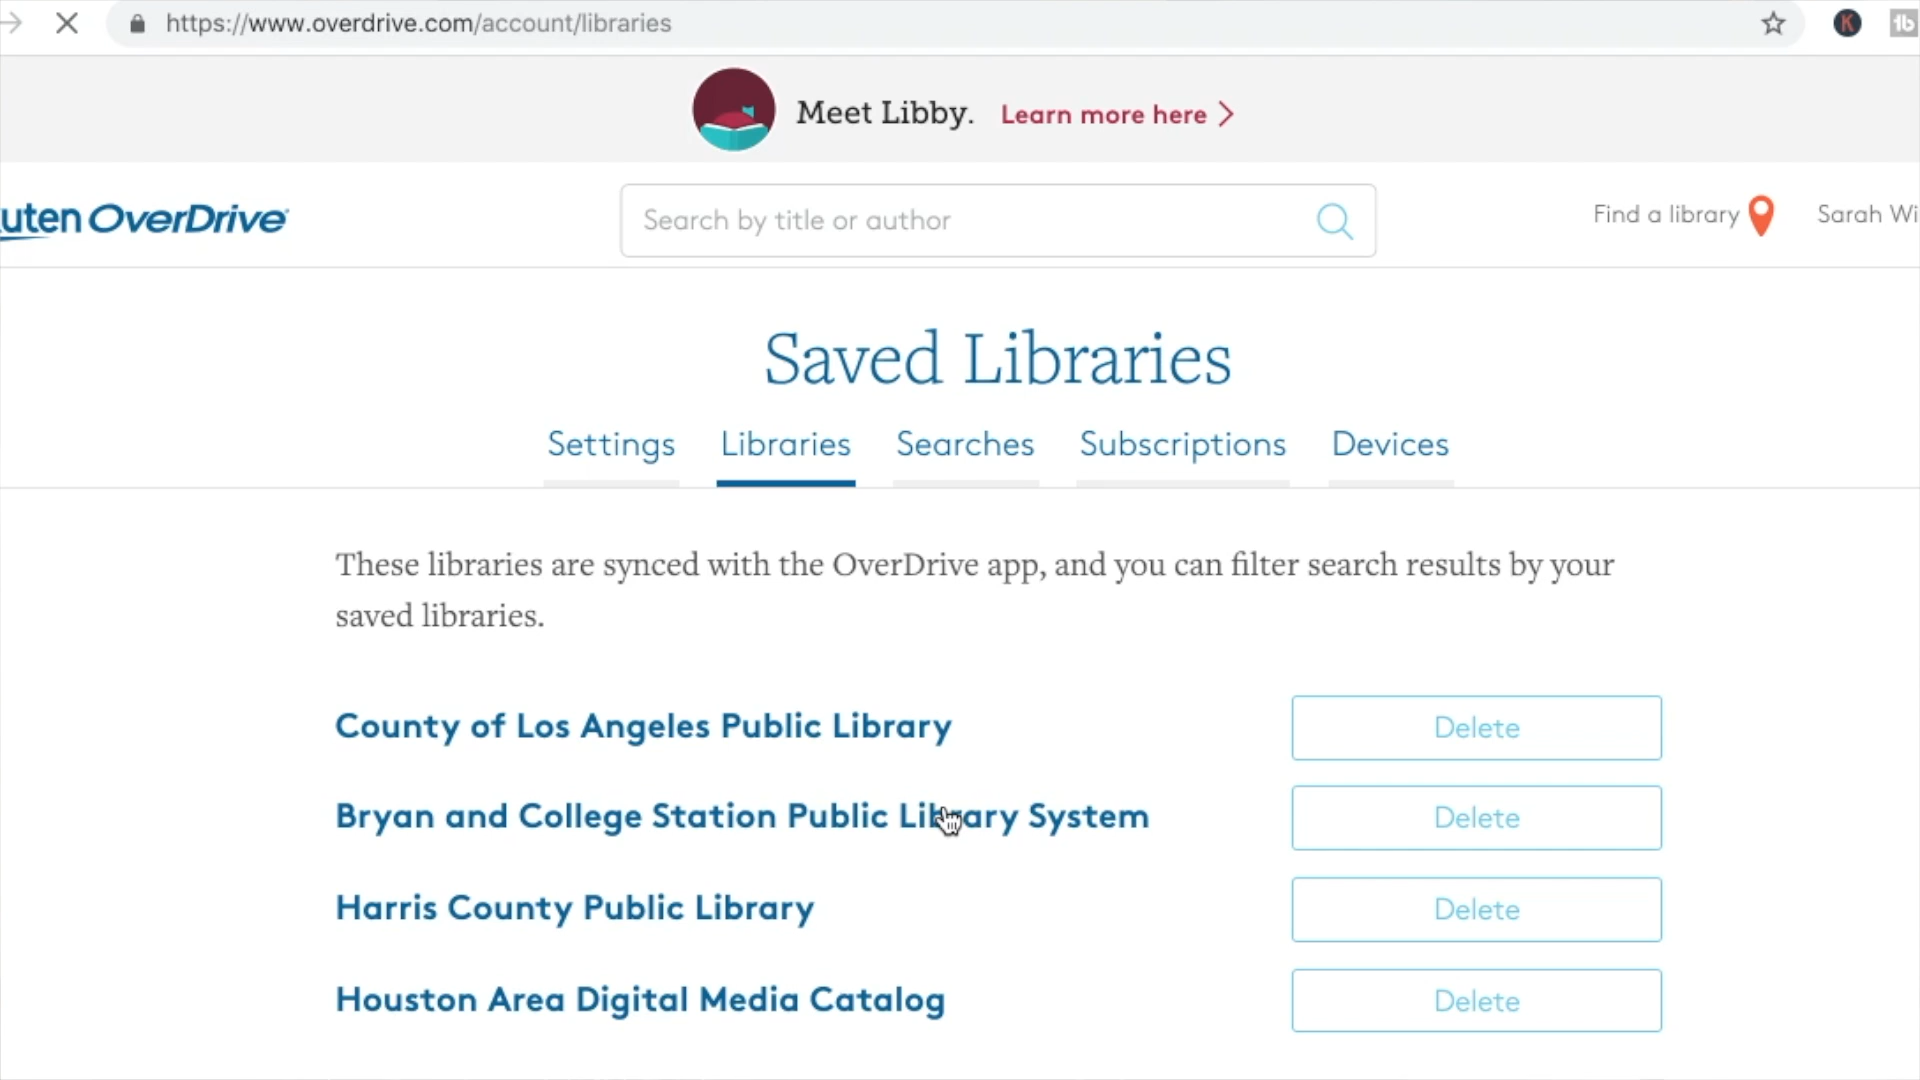 https://www.overdrive.com/account/libraries
K
Meet Libby. Learn more here
uten OverDrive
Search by title or author
Find a library
Sarah Wi
Saved Libraries
Settings Libraries Searches Subscriptions Devices
These libraries are synced with the OverDrive app, and you can filter search results by your
saved libraries.
County of Los Angeles Public Library Delete
Bryan and College Station Public Library System Delete
Harris County Public Library Delete
Houston Area Digital Media Catalog Delete